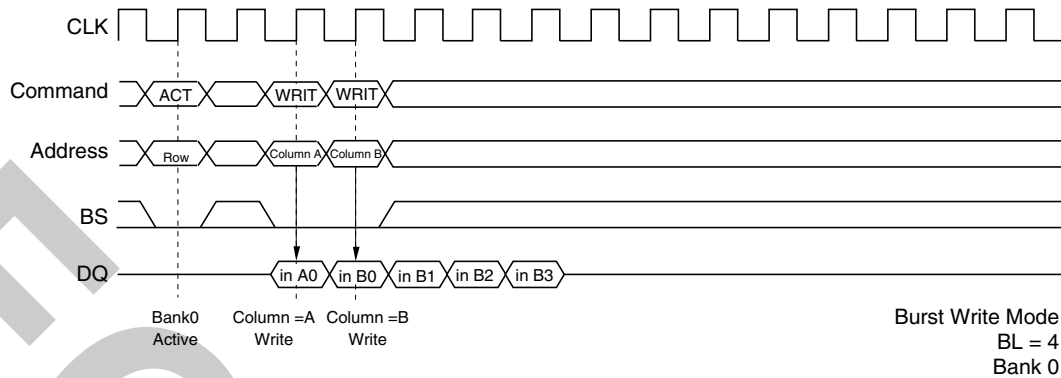 CLK
Command ACT WRIT WRIT
Address Row Column A Column B
BS
DQ in A0 in B0 in B1 in B2 in B3
Bank0 Column =A Column =B
Active Write Write
Burst Write Mode
BL = 4
Bank 0